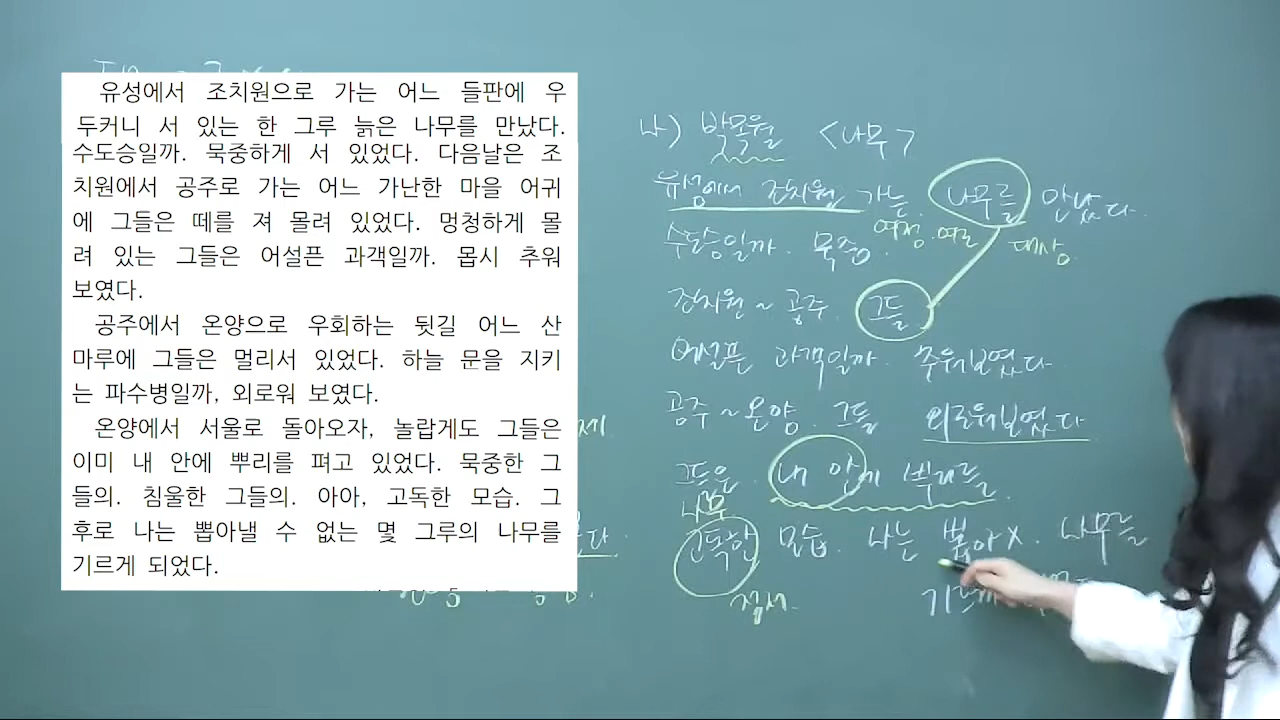 유성에서 조치원으로 가는 어느 들판에 우
두커니 서 있는 한 그루 늙은 나무를 만났다.
수도승일까. 묵중하게 서 있었다. 다음날은 조
치원에서 공주로 가는 어느 가난한 마을 어귀
에 그들은 떼를 져 몰려 있었다. 멍청하게 몰
려 있는 그들은 어설픈 과객일까. 몹시 추워
보였다.
공주에서 온양으로 우회하는 뒷길 어느 산
마루에 그들은 멀리서 있었다. 하늘 문을 지키
는 파수병일까, 외로워 보였다.
온양에서 서울로 돌아오자, 놀랍게도 그들은
이미 내 안에 뿌리를 펴고 있었다. 묵중한 그
들의. 침울한 그들의. 아아, 고독한 모습. 그
후로 나는 뽑아낼 수 없는 몇 그루의 나무를
기르게 되었다.
나) 박목월 <나무>
유성에서 조치원 가는 나무를 만났다.
여정.여로 대상.
수도승일까. 묵중.
조치원 ~ 공주. 그들
어설픈 과객일까. 추워보였다.
공주 ~ 온양. 그들 외로워보였다
그들은 내 안에 뿌리를.
나무
고독한 모습. 나는 뽑아X. 나무를